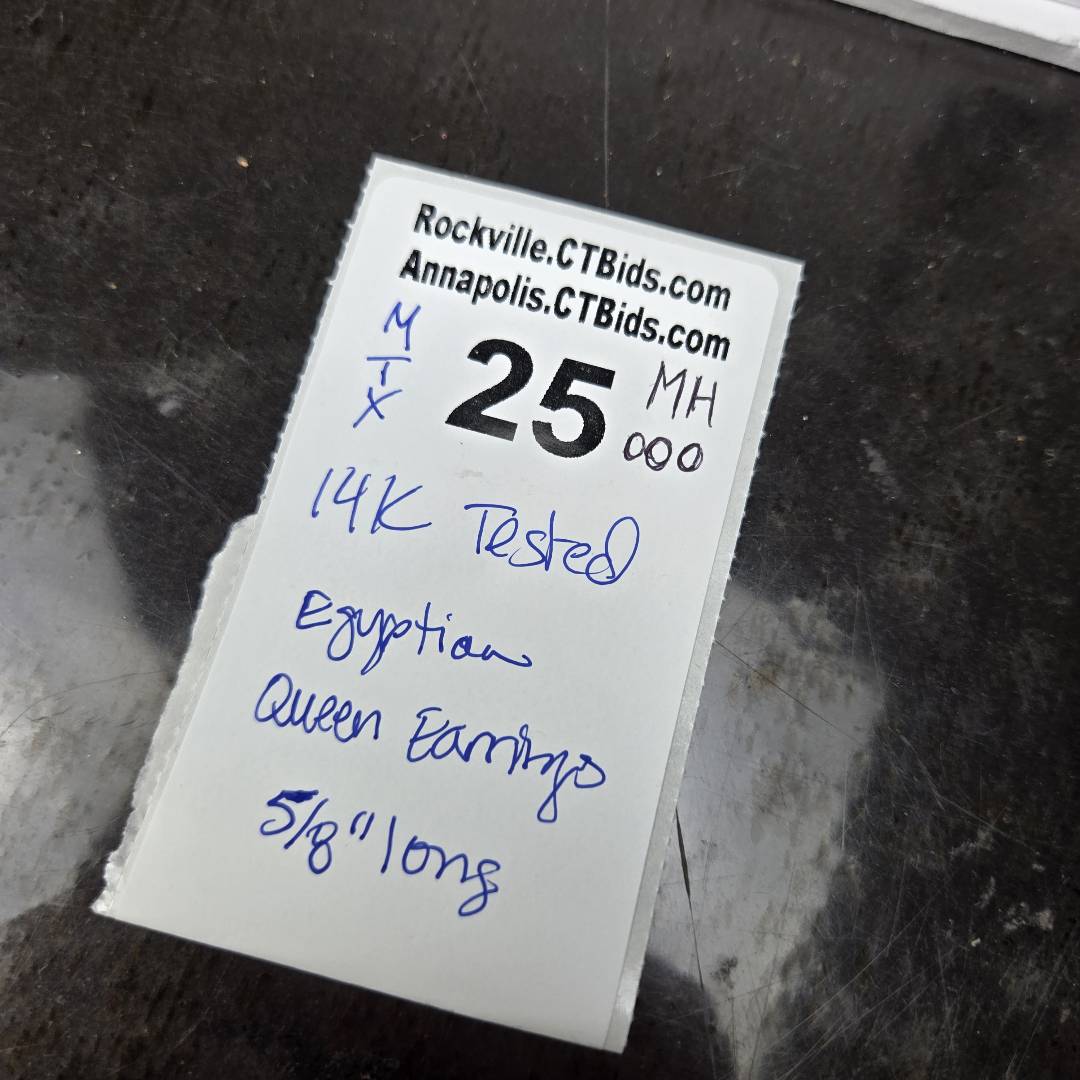 Rockville.CTBids.com
Annapolis.CTBids.com
M
I
X
25
MH
000
14K Tested
Egyptian
Queen Earrings
5/8" long